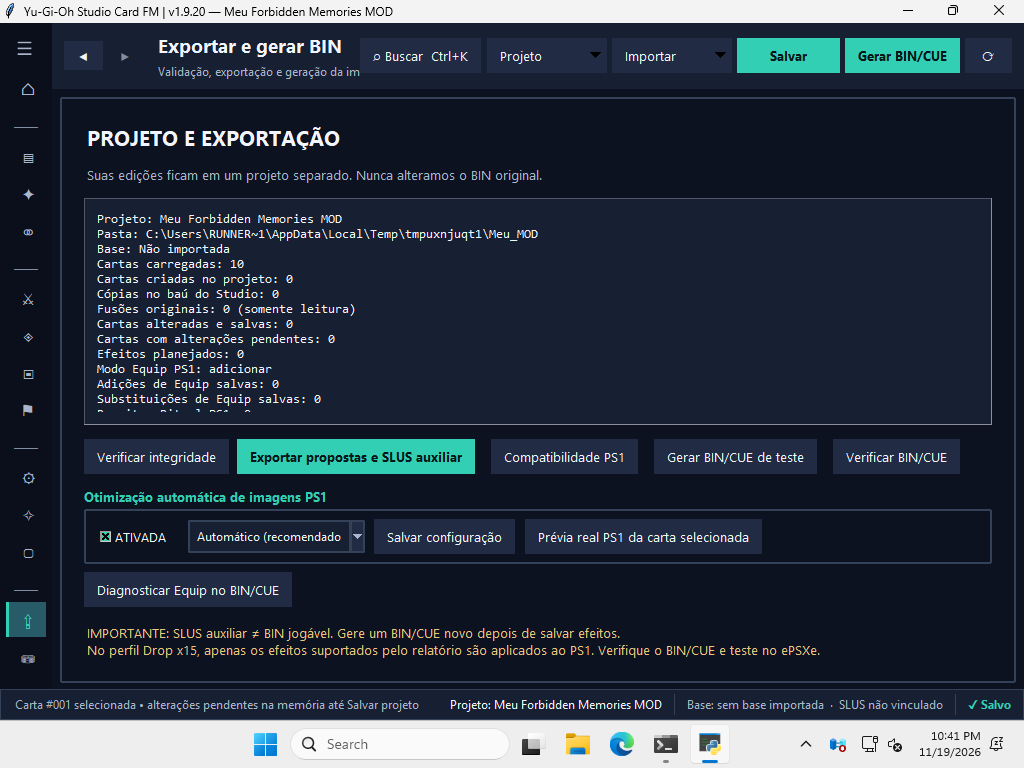 Yu-Gi-Oh Studio Card FM | v1.9.20 — Meu Forbidden Memories MOD
Exportar e gerar BIN
Validação, exportação e geração da im
Buscar Ctrl+K
Projeto
Importar
Salvar
Gerar BIN/CUE
PROJETO E EXPORTAÇÃO
Suas edições ficam em um projeto separado. Nunca alteramos o BIN original.
Projeto: Meu Forbidden Memories MOD
Pasta: C:\Users\RUNNER~1\AppData\Local\Temp\tmpuxnjuqt1\Meu_MOD
Base: Não importada
Cartas carregadas: 10
Cartas criadas no projeto: 0
Cópias no baú do Studio: 0
Fusões originais: 0 (somente leitura)
Cartas alteradas e salvas: 0
Cartas com alterações pendentes: 0
Efeitos planejados: 0
Modo Equip PS1: adicionar
Adições de Equip salvas: 0
Substituições de Equip salvas: 0
Verificar integridade
Exportar propostas e SLUS auxiliar
Compatibilidade PS1
Gerar BIN/CUE de teste
Verificar BIN/CUE
Otimização automática de imagens PS1
ATIVADA
Automático (recomendado
Salvar configuração
Prévia real PS1 da carta selecionada
Diagnosticar Equip no BIN/CUE
IMPORTANTE: SLUS auxiliar ≠ BIN jogável. Gere um BIN/CUE novo depois de salvar efeitos.
No perfil Drop x15, apenas os efeitos suportados pelo relatório são aplicados ao PS1. Verifique o BIN/CUE e teste no ePSXe.
Carta #001 selecionada • alterações pendentes na memória até Salvar projeto
Projeto: Meu Forbidden Memories MOD
Base: sem base importada · SLUS não vinculado
✓ Salvo
Search
10:41 PM
11/19/2026